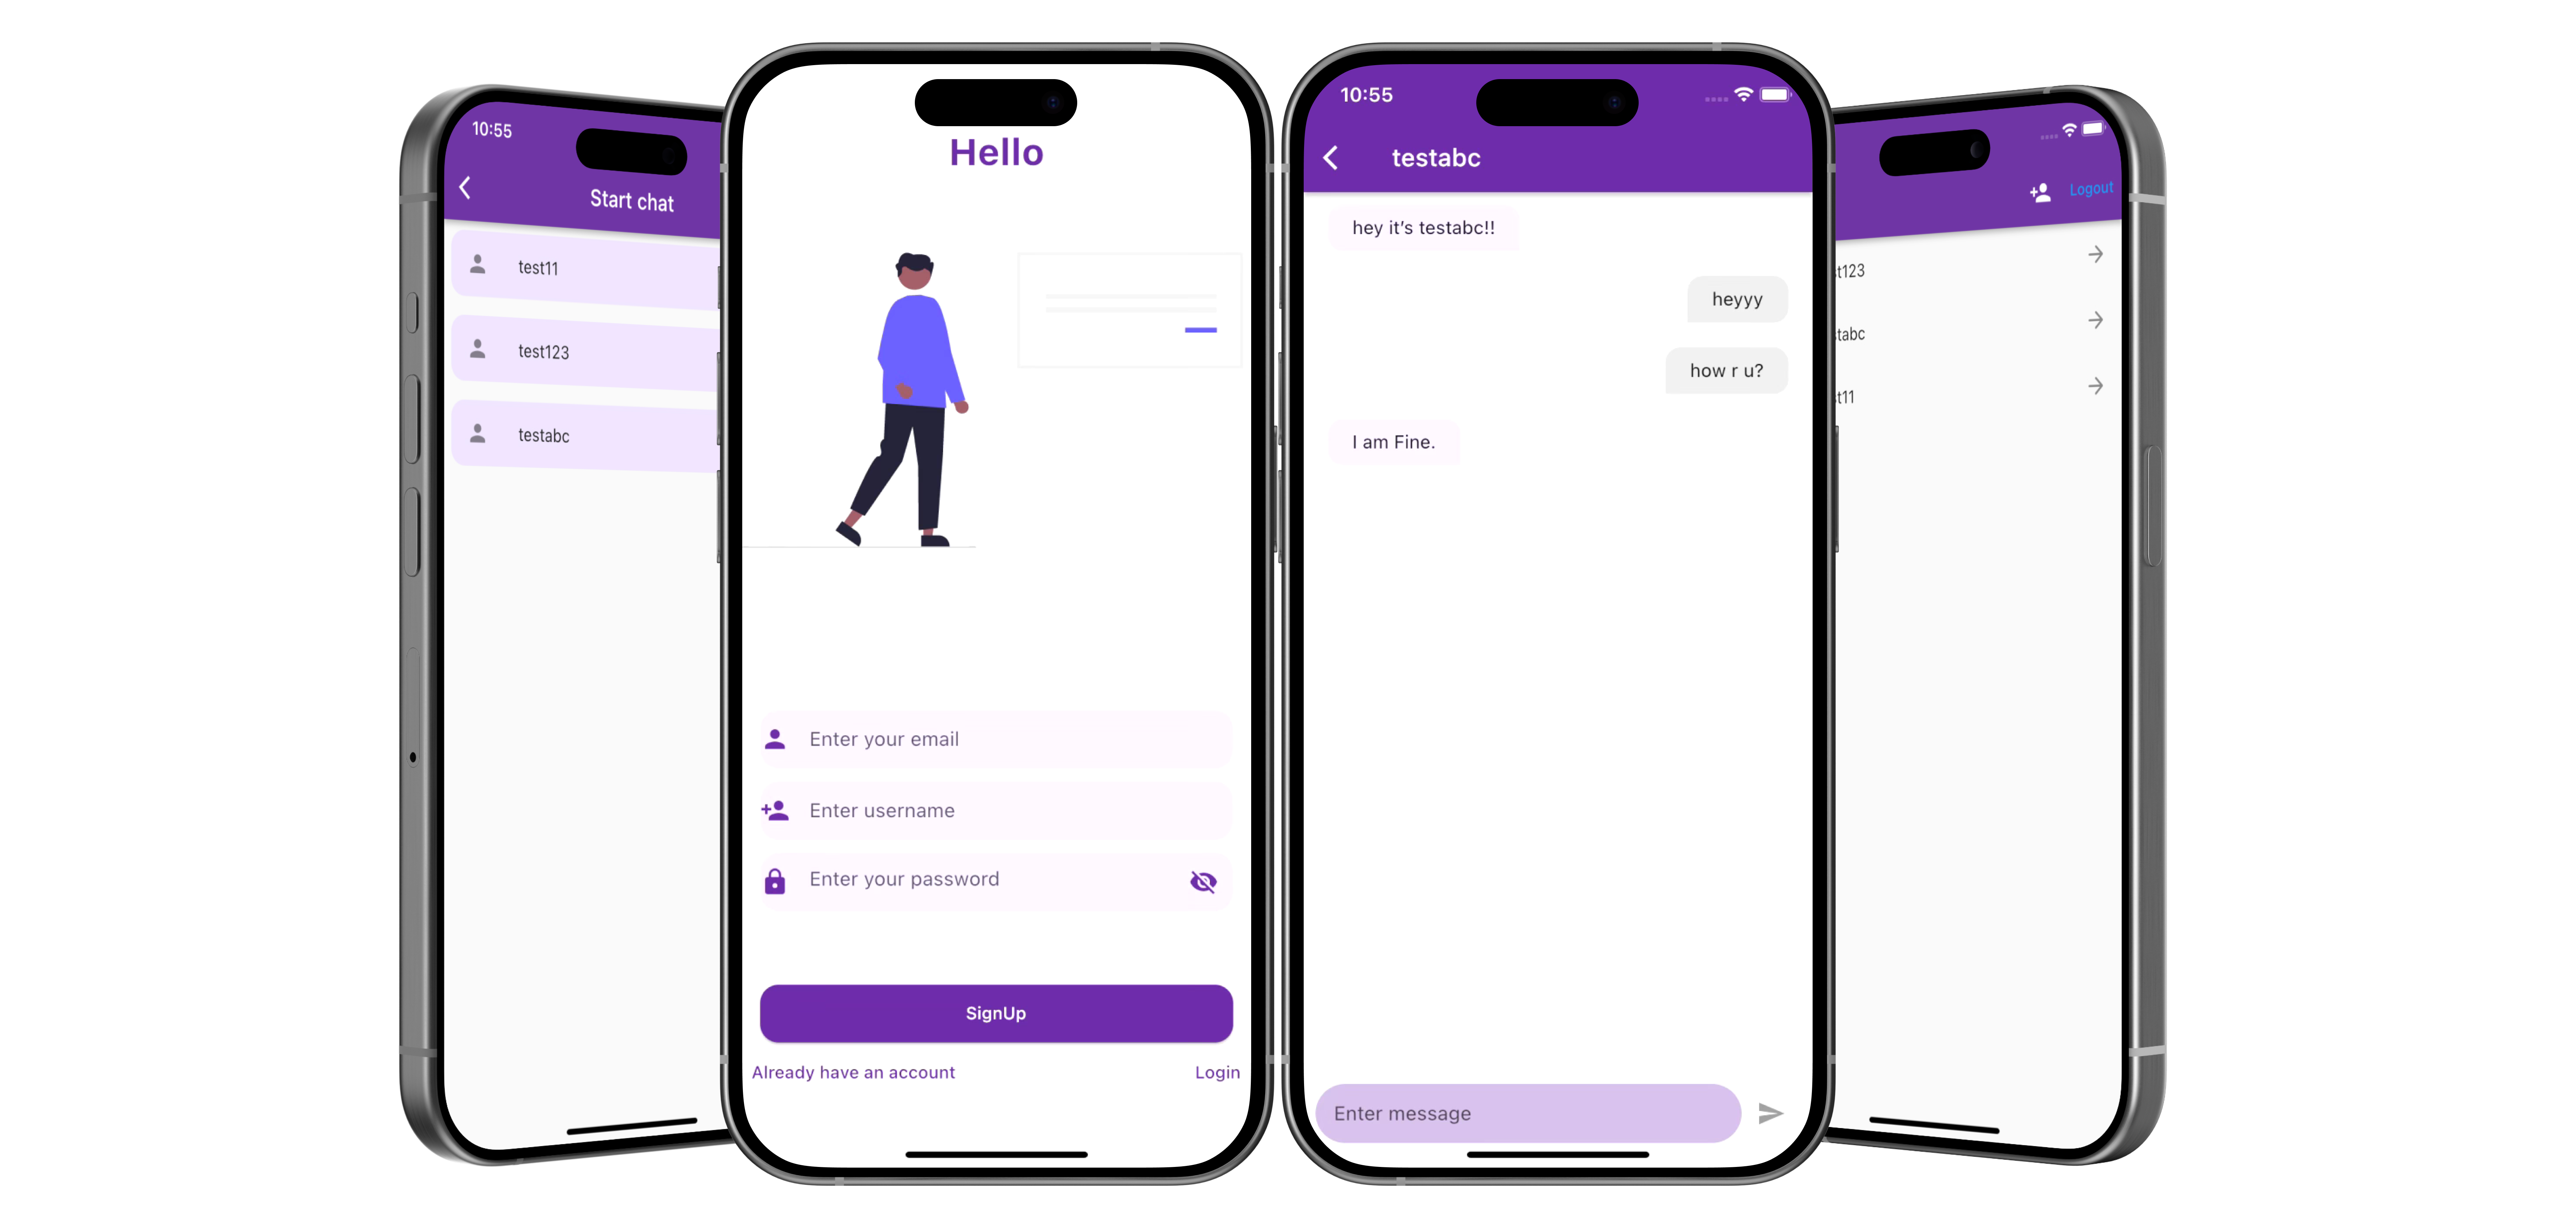 10:55
Start chat
test11
test123
testabc
Hello
Enter your email
Enter username
Enter your password
SignUp
Already have an account
Login
10:55
testabc
hey it's testabc!!
heyyy
how r u?
I am Fine.
Enter message
Logout
t123
tabc
t11